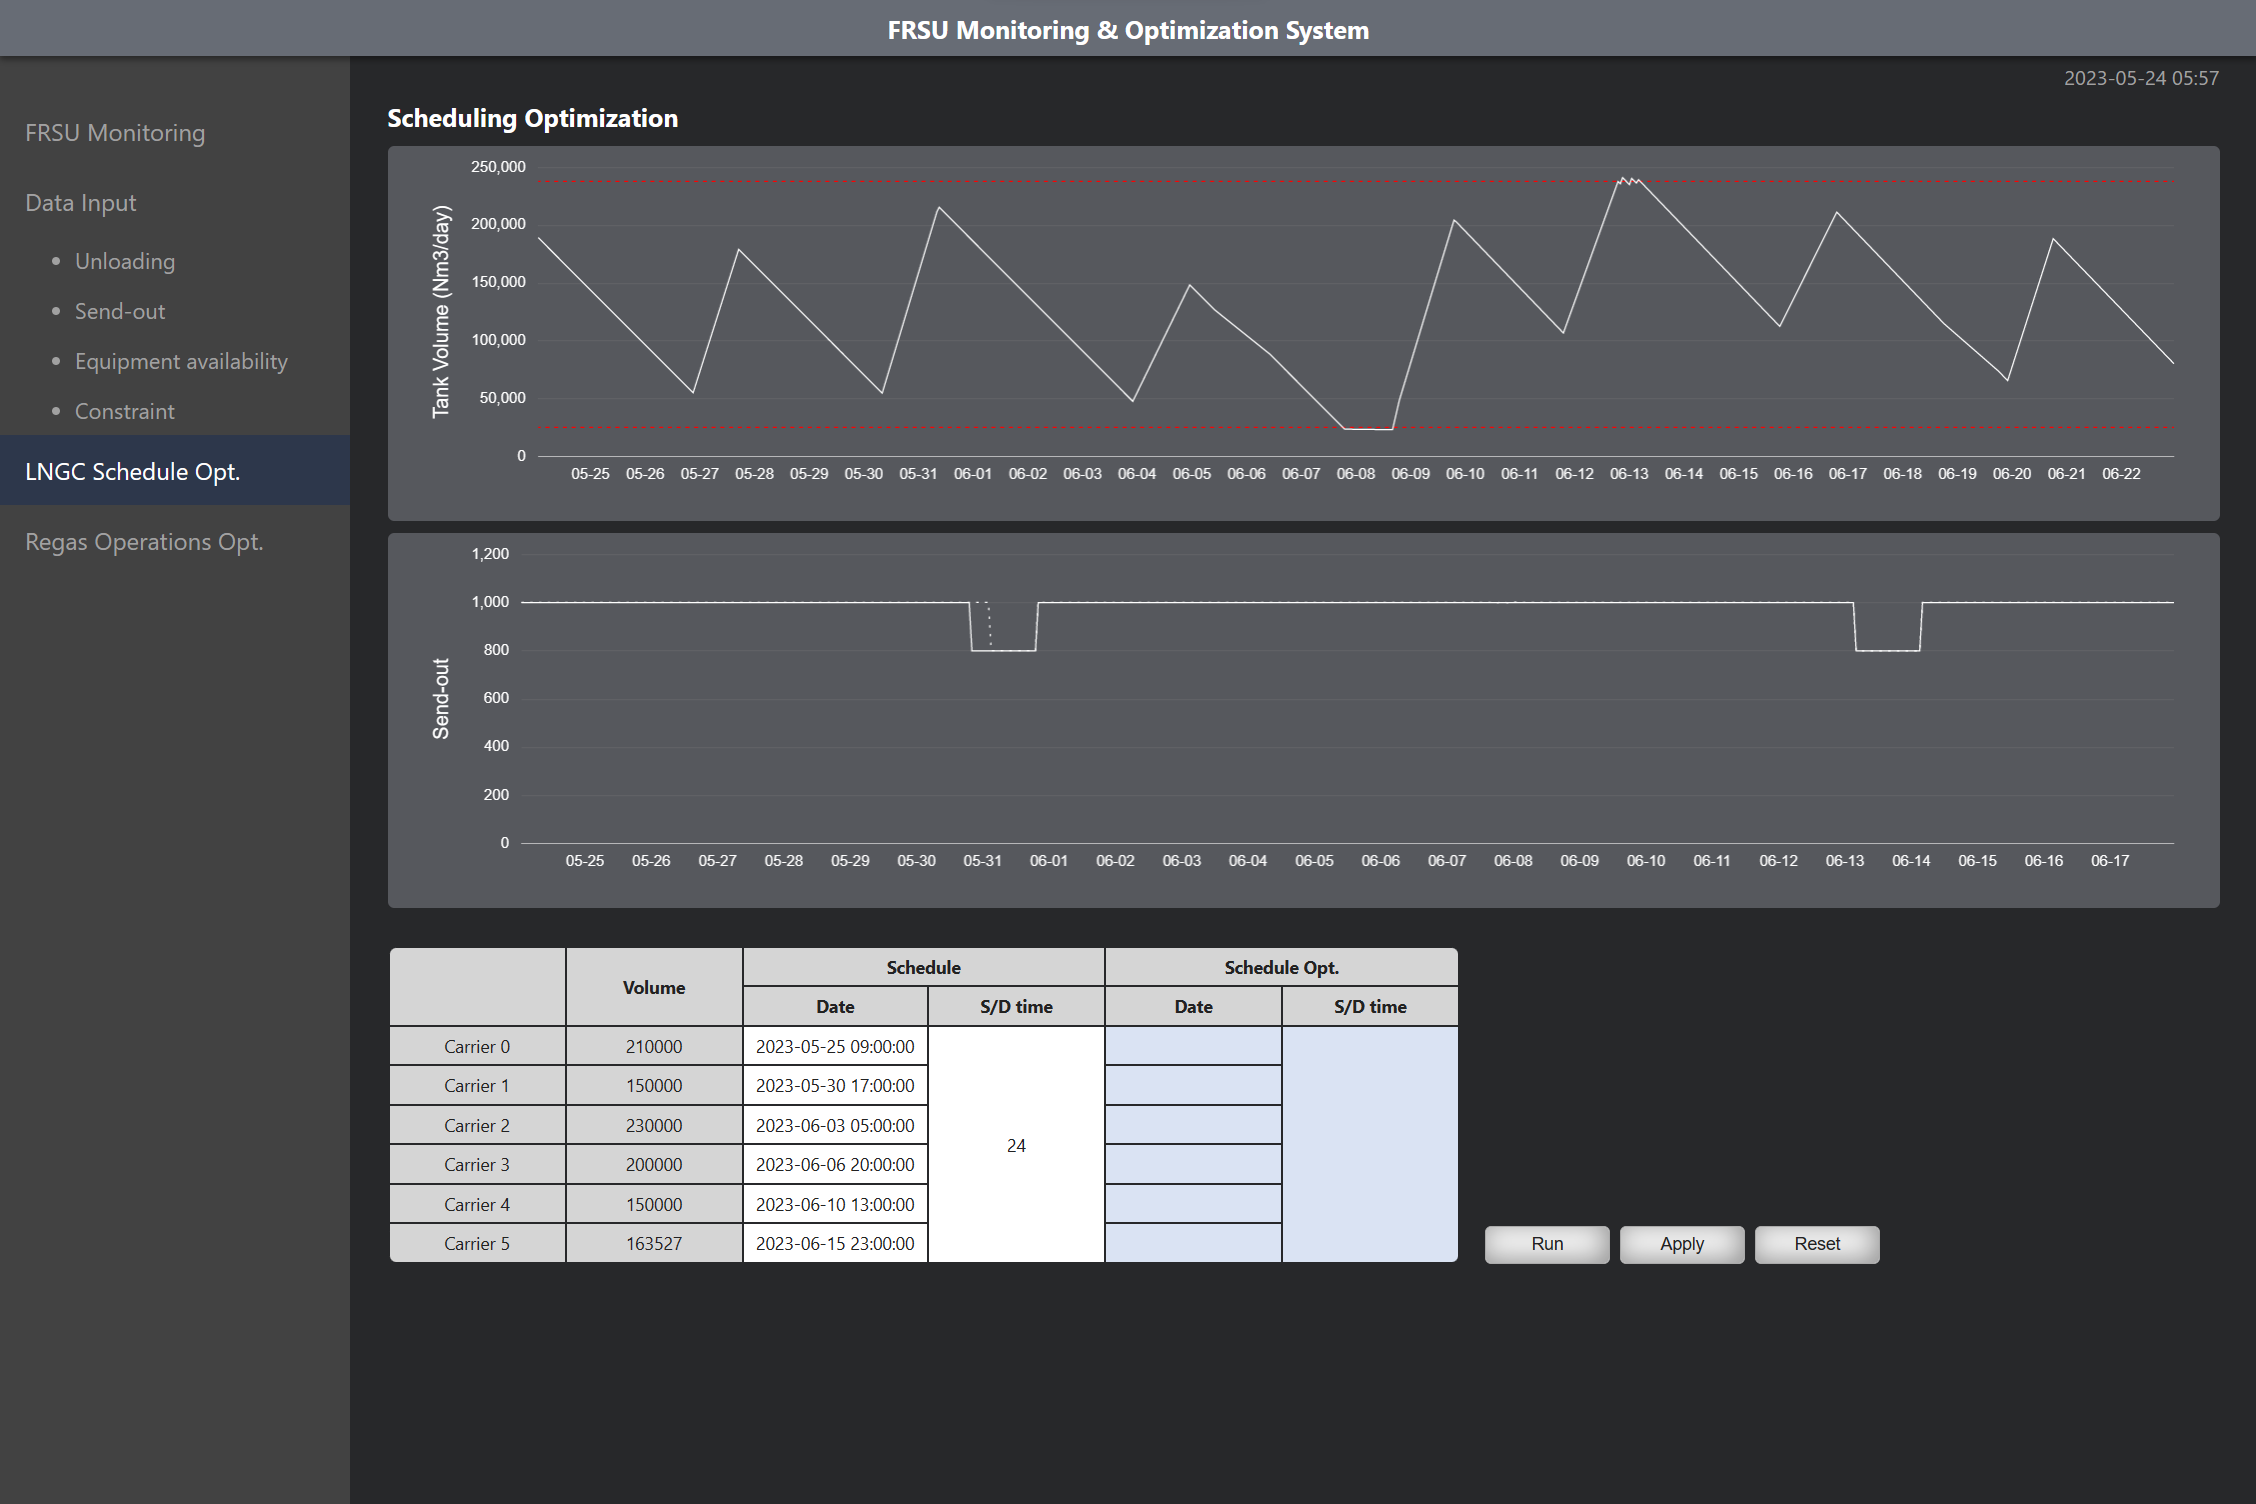 FRSU Monitoring & Optimization System
2023-05-24 05:57
FRSU Monitoring
Data Input
• Unloading
• Send-out
• Equipment availability
• Constraint
LNGC Schedule Opt.
Regas Operations Opt.
Scheduling Optimization
Tank Volume (Nm3/day)
250,000
200,000
150,000
100,000
50,000
0
05-25 05-26 05-27 05-28 05-29 05-30 05-31 06-01 06-02 06-03 06-04 06-05 06-06 06-07 06-08 06-09 06-10 06-11 06-12 06-13 06-14 06-15 06-16 06-17 06-18 06-19 06-20 06-21 06-22
Send-out
1,200
1,000
800
600
400
200
0
05-25 05-26 05-27 05-28 05-29 05-30 05-31 06-01 06-02 06-03 06-04 06-05 06-06 06-07 06-08 06-09 06-10 06-11 06-12 06-13 06-14 06-15 06-16 06-17
Volume Schedule Schedule Opt.
Date S/D time Date S/D time
Carrier 0 210000 2023-05-25 09:00:00
Carrier 1 150000 2023-05-30 17:00:00
Carrier 2 230000 2023-06-03 05:00:00
24
Carrier 3 200000 2023-06-06 20:00:00
Carrier 4 150000 2023-06-10 13:00:00
Carrier 5 163527 2023-06-15 23:00:00
Run Apply Reset